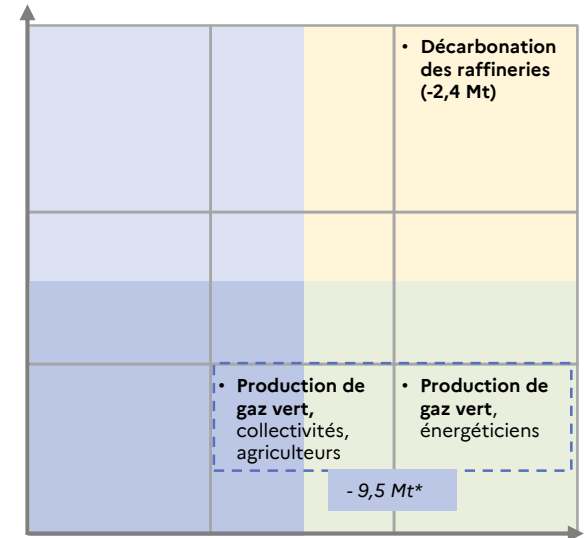 • Décarbonation
des raffineries
(-2,4 Mt)
• Production de
gaz vert,
collectivités,
agriculteurs
• Production de
gaz vert,
énergéticiens
- 9,5 Mt*